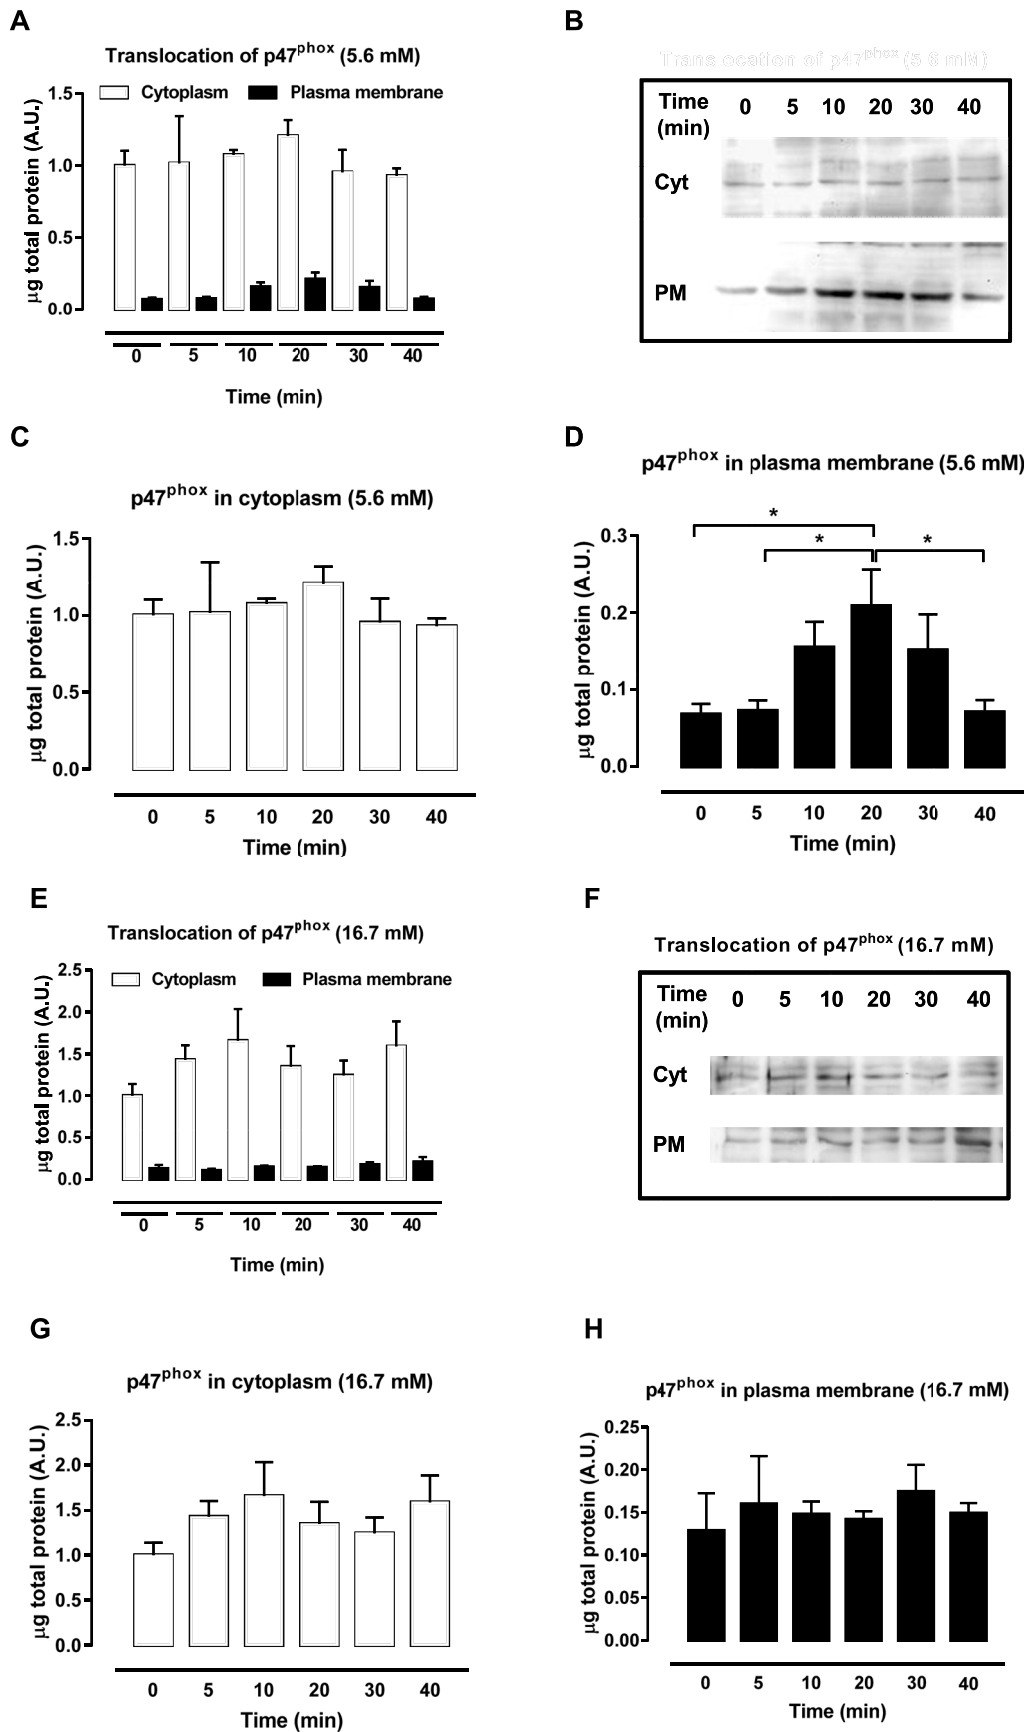 A
Translocation of p47phox (5.6 mM)
Cytoplasm Plasma membrane
μg total protein (A.U.)
1.5
1.0
0.5
0.0
0 5 10 20 30 40
Time (min)
B
Translocation of p47phox (5.6 mM)
Time (min) 0 5 10 20 30 40
Cyt
PM
C
p47phox in cytoplasm (5.6 mM)
μg total protein (A.U.)
1.5
1.0
0.5
0.0
0 5 10 20 30 40
Time (min)
D
p47phox in plasma membrane (5.6 mM)
μg total protein (A.U.)
0.3
0.2
0.1
0.0
* * *
0 5 10 20 30 40
Time (min)
E
Translocation of p47phox (16.7 mM)
Cytoplasm Plasma membrane
μg total protein (A.U.)
2.5
2.0
1.5
1.0
0.5
0.0
0 5 10 20 30 40
Time (min)
F
Translocation of p47phox (16.7 mM)
Time (min) 0 5 10 20 30 40
Cyt
PM
G
p47phox in cytoplasm (16.7 mM)
μg total protein (A.U.)
2.5
2.0
1.5
1.0
0.5
0.0
0 5 10 20 30 40
Time (min)
H
p47phox in plasma membrane (16.7 mM)
μg total protein (A.U.)
0.25
0.20
0.15
0.10
0.05
0.00
0 5 10 20 30 40
Time (min)